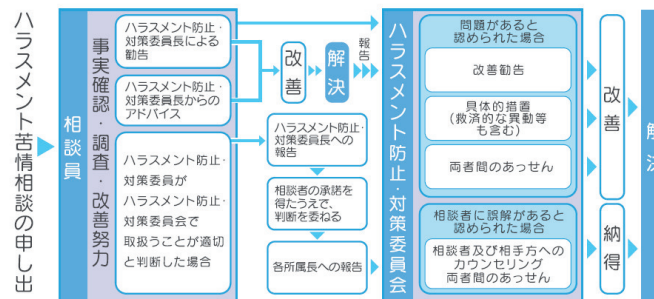 ハラスメント苦情相談の申し出
相談員
事実確認・調査・改善努力
ハラスメント防止・
対策委員長による
勧告
ハラスメント防止・
対策委員長からの
アドバイス
ハラスメント防止・
対策委員が
ハラスメント防止・
対策委員会で
取扱うことが適切
と判断した場合
改善
解決
報告
ハラスメント防止・
対策委員長への
報告
相談者の承諾を
得たうえで、
判断を委ねる
各所属長への報告
ハラスメント防止・対策委員会
問題があると
認められた場合
改善勧告
具体的措置
(救済的な異動等
も含む)
両者間のあっせん
相談者に誤解があると
認められた場合
相談者及び相手方への
カウンセリング
両者間のあっせん
改善
納得
解決